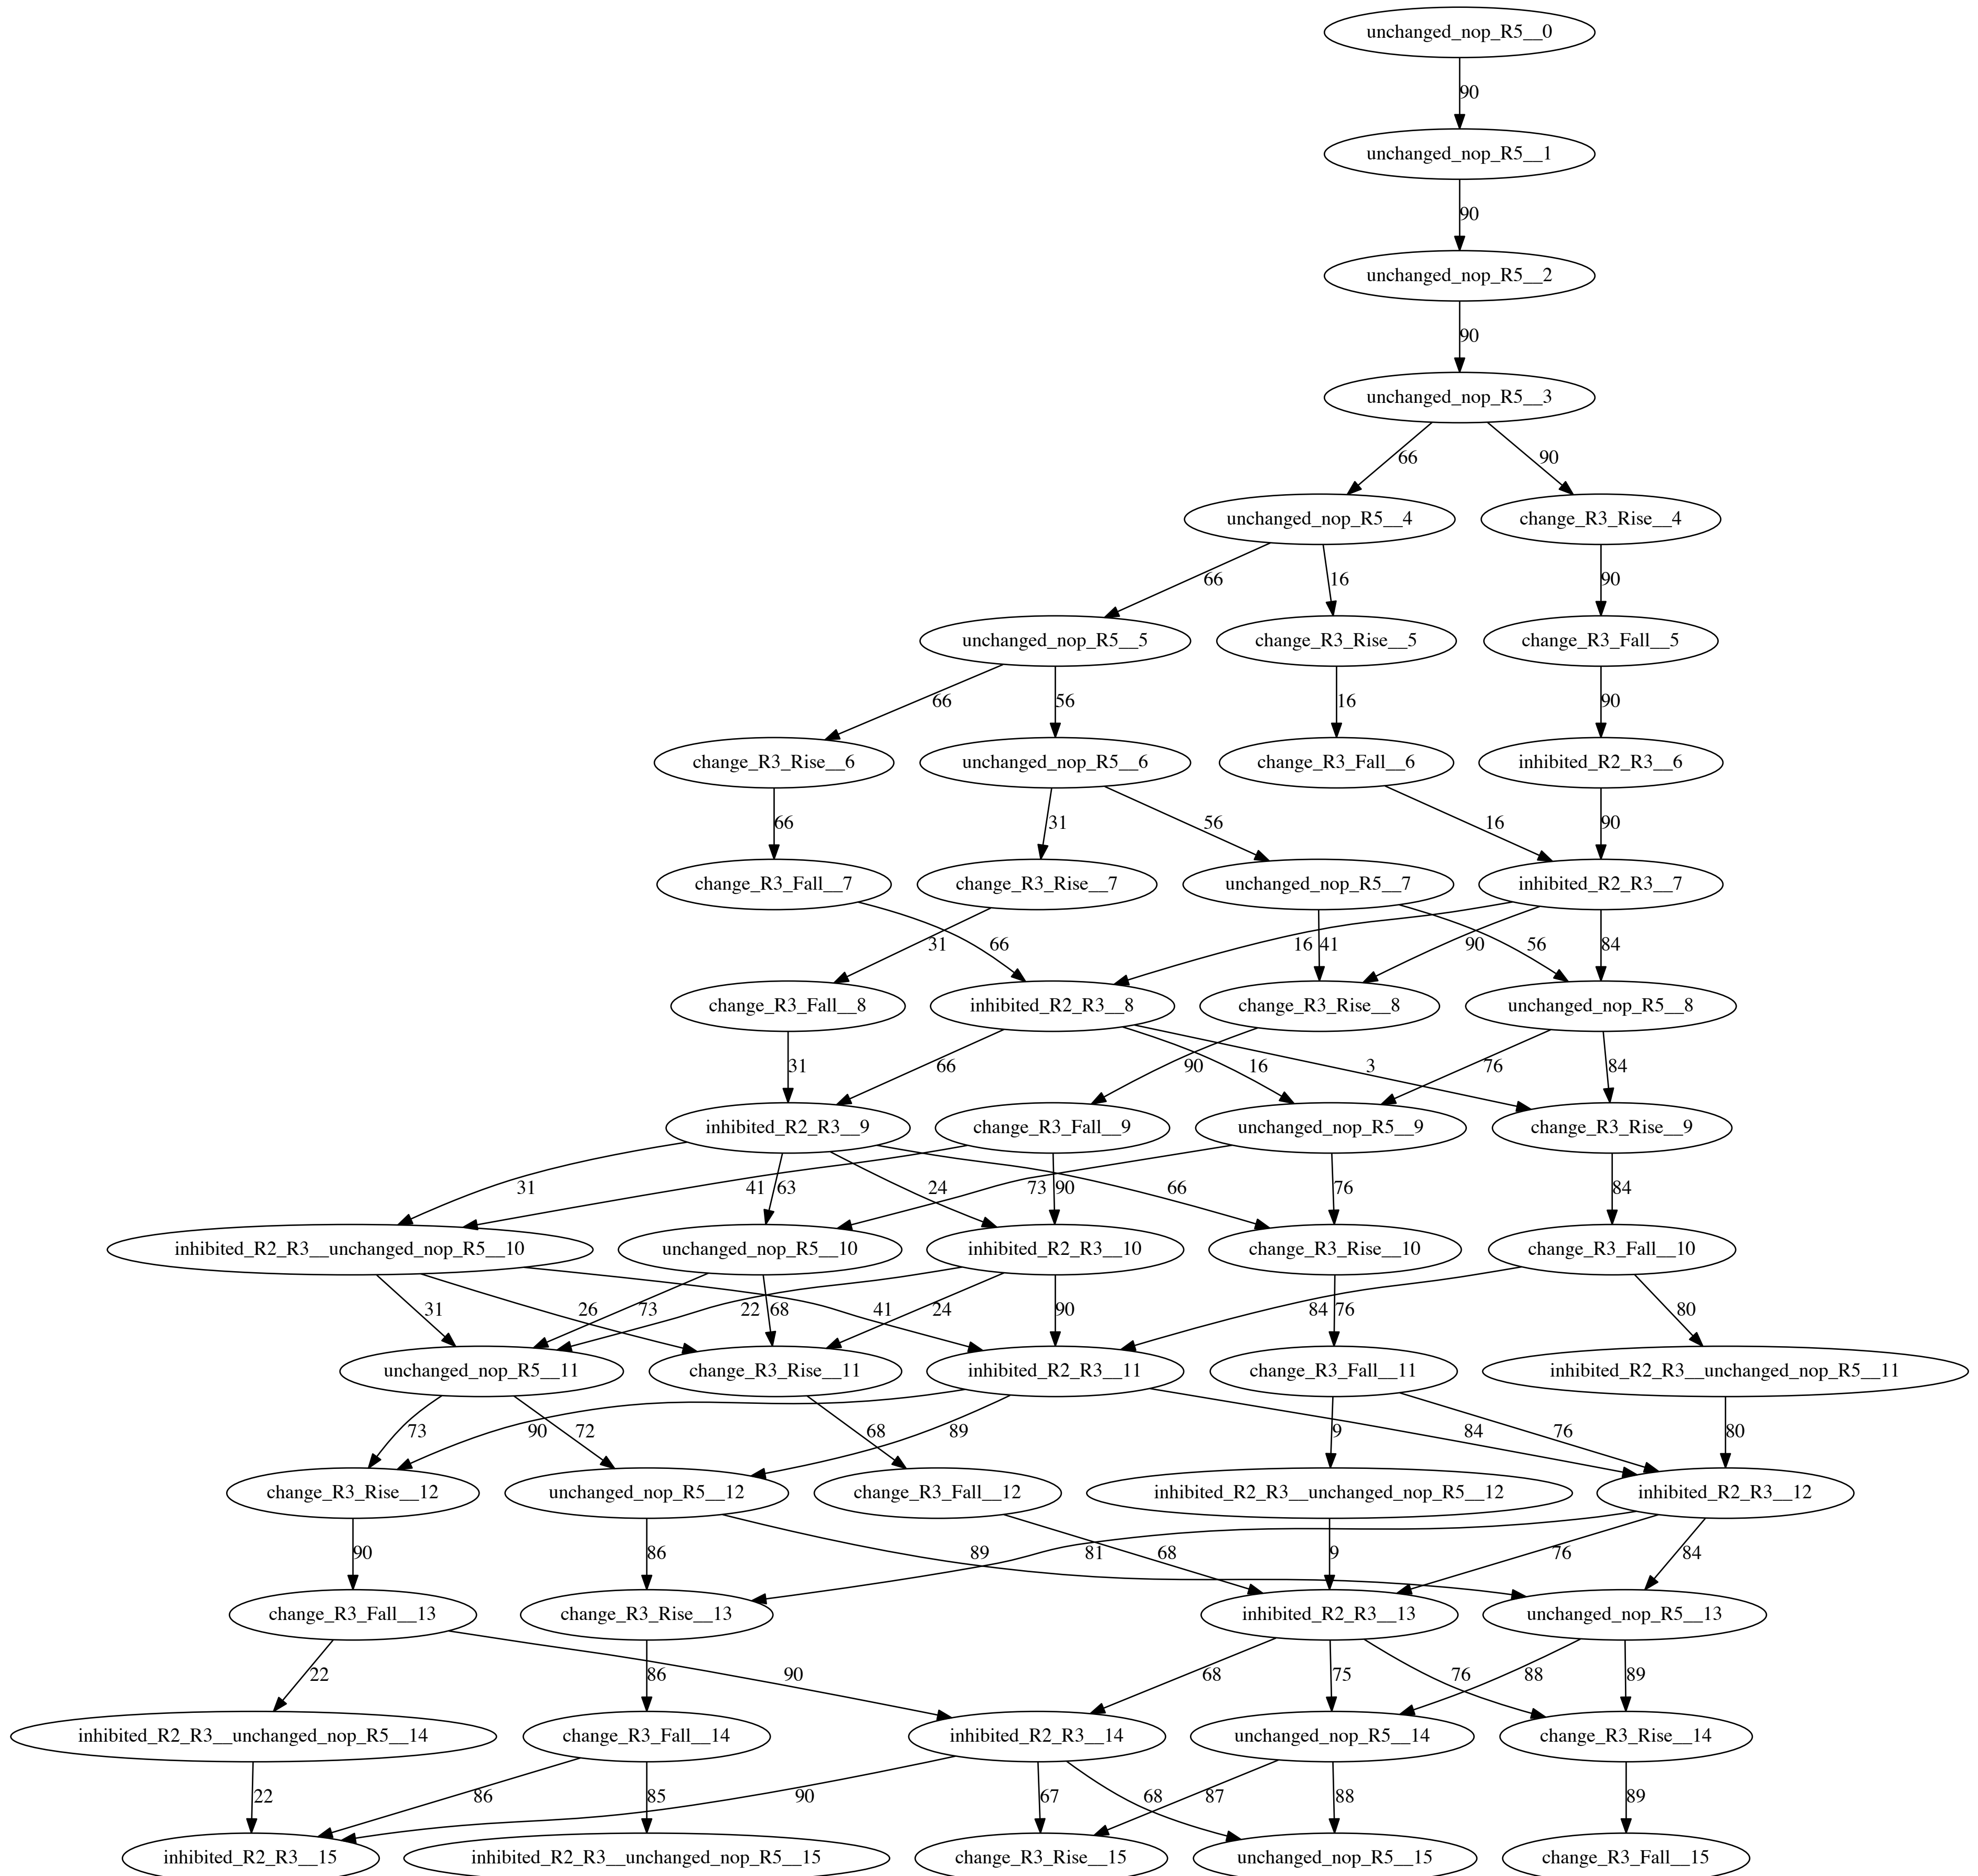 unchanged_nop_R5__0
90
unchanged_nop_R5__1
90
unchanged_nop_R5__2
90
unchanged_nop_R5__3
66 90
unchanged_nop_R5__4 change_R3_Rise__4
66 16 90
unchanged_nop_R5__5 change_R3_Rise__5 change_R3_Fall__5
66 56 16 90
change_R3_Rise__6 unchanged_nop_R5__6 change_R3_Fall__6 inhibited_R2_R3__6
66 31 56 16 90
change_R3_Fall__7 change_R3_Rise__7 unchanged_nop_R5__7 inhibited_R2_R3__7
31 66 16 41 90 56 84
change_R3_Fall__8 inhibited_R2_R3__8 change_R3_Rise__8 unchanged_nop_R5__8
31 66 90 16 3 76 84
inhibited_R2_R3__9 change_R3_Fall__9 unchanged_nop_R5__9 change_R3_Rise__9
31 41 63 24 73 90 66 76 84
inhibited_R2_R3__unchanged_nop_R5__10 unchanged_nop_R5__10 inhibited_R2_R3__10 change_R3_Rise__10 change_R3_Fall__10
31 26 73 22 68 41 24 90 84 76 80
unchanged_nop_R5__11 change_R3_Rise__11 inhibited_R2_R3__11 change_R3_Fall__11 inhibited_R2_R3__unchanged_nop_R5__11
73 90 72 68 89 9 84 76 80
change_R3_Rise__12 unchanged_nop_R5__12 change_R3_Fall__12 inhibited_R2_R3__unchanged_nop_R5__12 inhibited_R2_R3__12
90 86 89 81 68 9 76 84
change_R3_Fall__13 change_R3_Rise__13 inhibited_R2_R3__13 unchanged_nop_R5__13
22 86 90 68 75 76 88 89
inhibited_R2_R3__unchanged_nop_R5__14 change_R3_Fall__14 inhibited_R2_R3__14 unchanged_nop_R5__14 change_R3_Rise__14
22 86 85 90 67 68 87 88 89
inhibited_R2_R3__15 inhibited_R2_R3__unchanged_nop_R5__15 change_R3_Rise__15 unchanged_nop_R5__15 change_R3_Fall__15